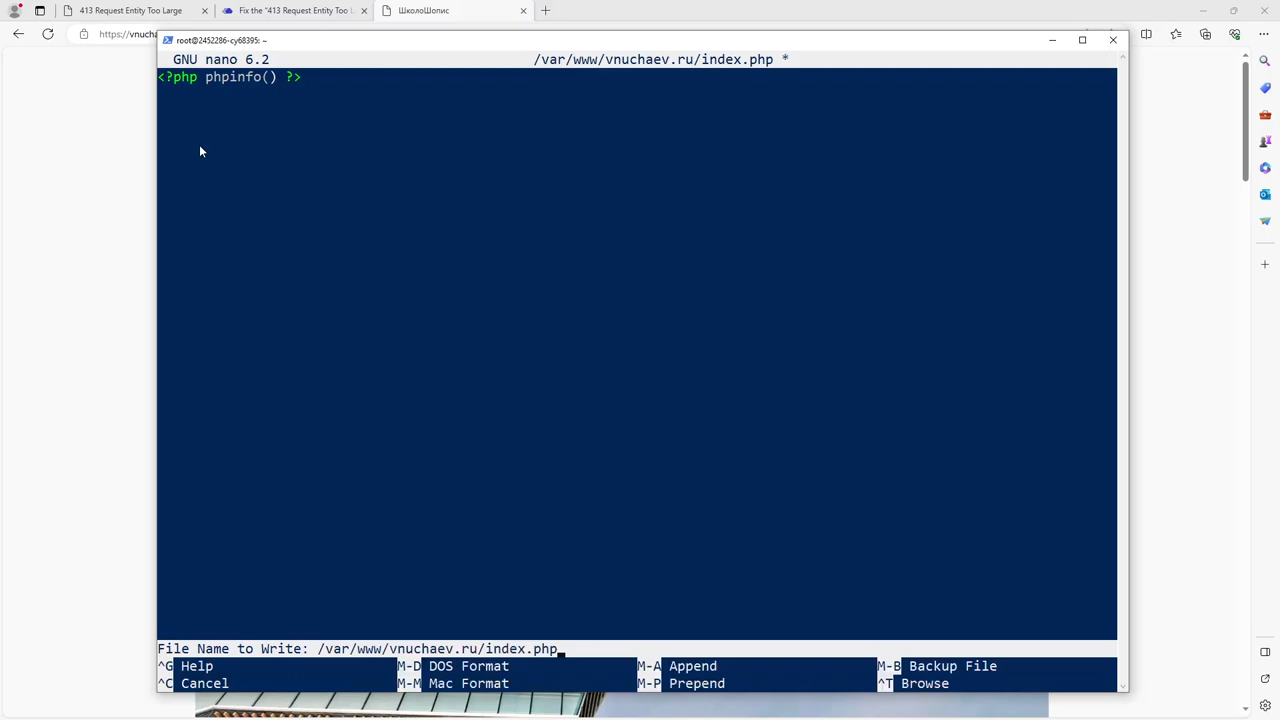 413 Request Entity Too Large
Fix the "413 Request Entity Too L
ШколоШопис
https://vnucha
root@2452286-cy68395: ~
GNU nano 6.2 /var/www/vnuchaev.ru/index.php *
<?php phpinfo() ?>
File Name to Write: /var/www/vnuchaev.ru/index.php
^G Help M-D DOS Format M-A Append M-B Backup File
^C Cancel M-M Mac Format M-P Prepend ^T Browse